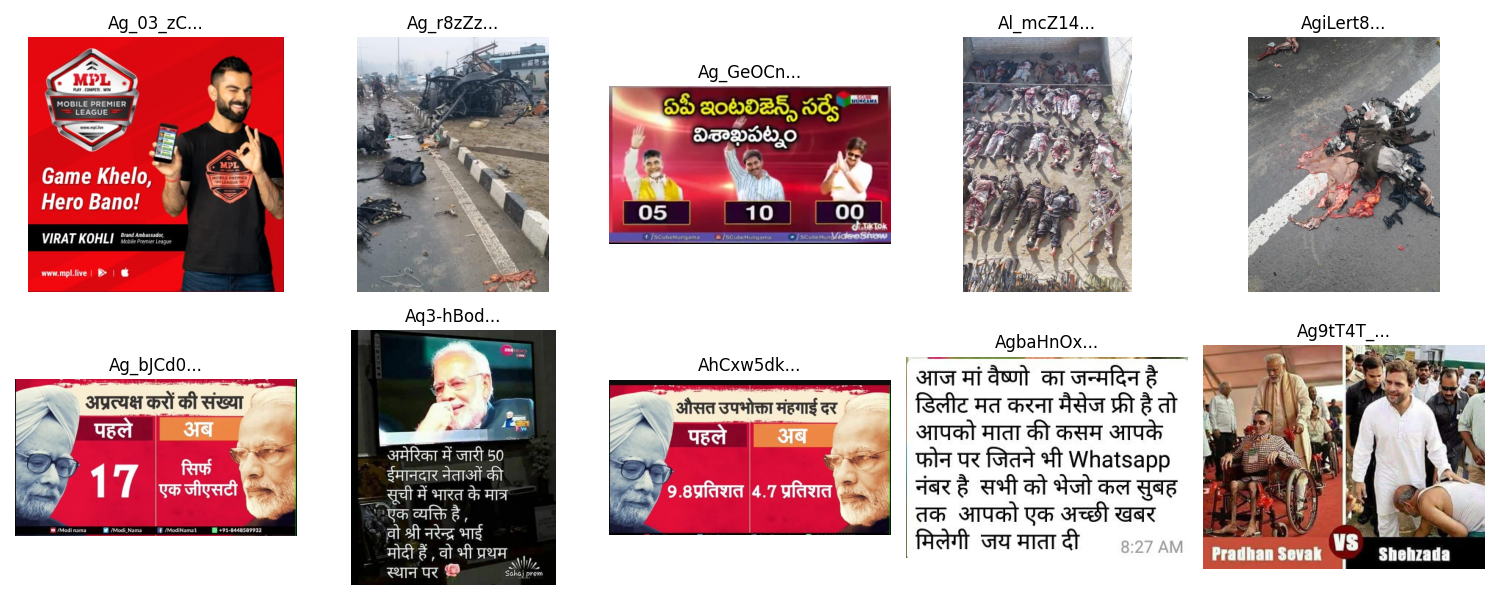 Ag_03_zC...
Ag_r8zZz...
Ag_GeOCn...
Al_mcZ14...
AgiLert8...
MPL
PLAY . COMPETE . WIN
MOBILE PREMIER
LEAGUE
www.mpl.live
MPL
Game Khelo,
Hero Bano!
VIRAT KOHLI
Brand Ambassador,
Mobile Premier League
www.mpl.live
ఏపీ ఇంటలిజెన్స్ సర్వే
విశాఖపట్నం
05
10
00
/SCubeHungama
TikTok
VideoShow
Ag_bJCd0...
Aq3-hBod...
AhCxw5dk...
AgbaHnOx...
Ag9tT4T_...
अप्रत्यक्ष करों की संख्या
पहले
अब
17
सिर्फ
एक जीएसटी
/Modi nama
/Modi_Nama
/ModiNama1
+91-8448589932
अमेरिका में जारी 50
ईमानदार नेताओं की
सूची में भारत के मात्र
एक व्यक्ति है ,
वो श्री नरेन्द्र भाई
मोदी हैं , वो भी प्रथम
स्थान पर
Sahaj prem
औसत उपभोक्ता मंहगाई दर
पहले
अब
9.8प्रतिशत
4.7 प्रतिशत
आज मां वैष्णो का जन्मदिन है
डिलीट मत करना मैसेज फ्री है तो
आपको माता की कसम आपके
फोन पर जितने भी Whatsapp
नंबर है सभी को भेजो कल सुबह
तक आपको एक अच्छी खबर
मिलेगी जय माता दी
8:27 AM
Pradhan Sevak
VS
Shehzada